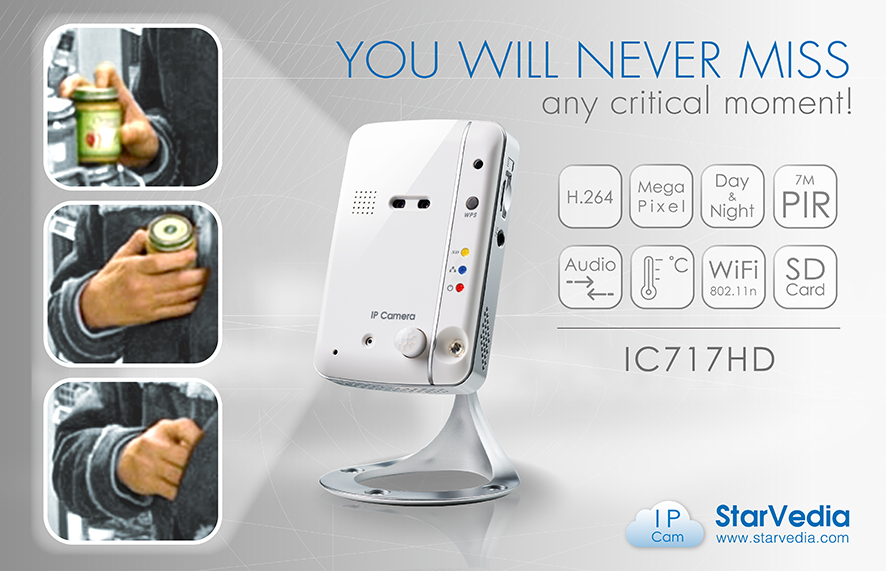 YOU WILL NEVER MISS
any critical moment!
H.264
Mega
Pixel
Day
&
Night
7M
PIR
Audio
°C
WiFi
802.11n
SD
Card
IC717HD
WPS
SD
IP Camera
IP
Cam
StarVedia
www.starvedia.com